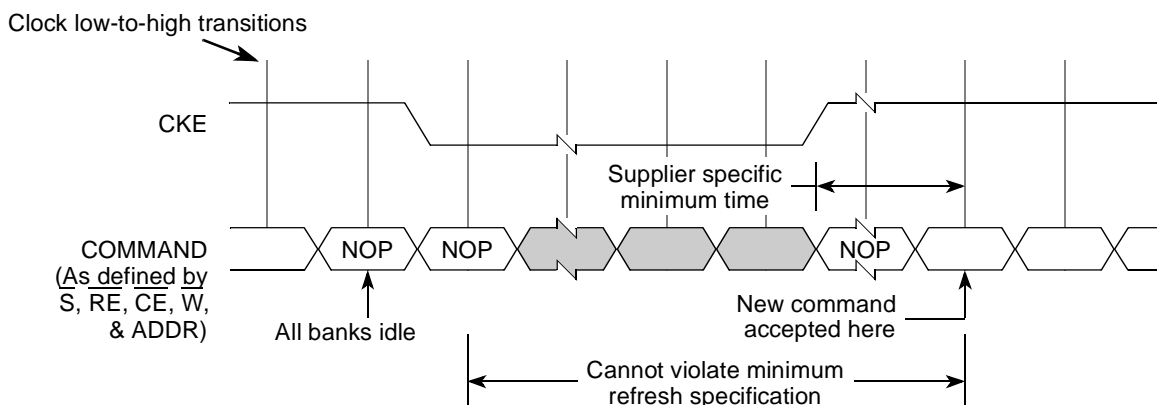 Clock low-to-high transitions
CKE
Supplier specific
minimum time
COMMAND
(As defined by
S, RE, CE, W,
& ADDR)
NOP
NOP
NOP
All banks idle
New command
accepted here
Cannot violate minimum
refresh specification